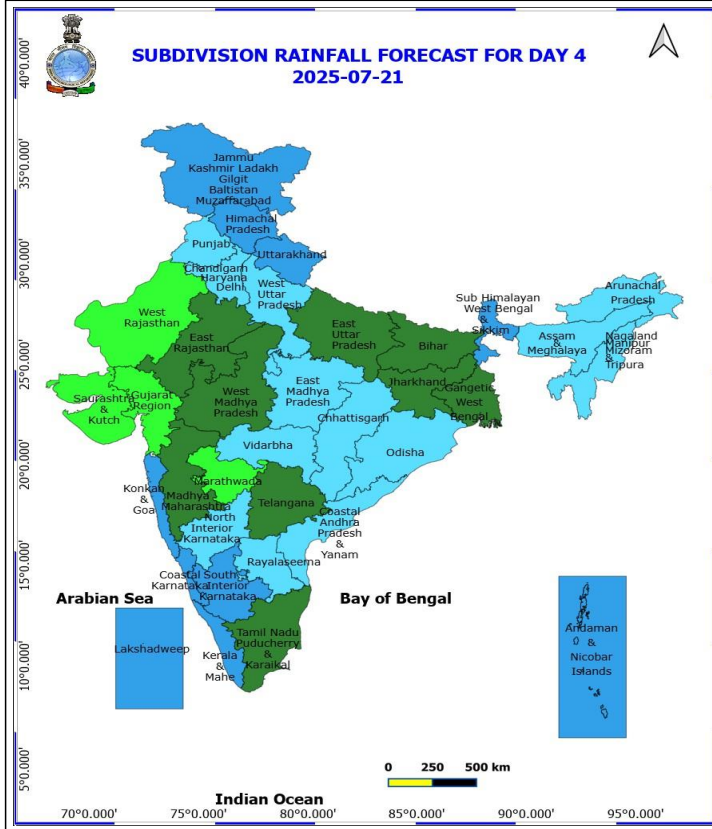 SUBDIVISION RAINFALL FORECAST FOR DAY 4
2025-07-21
40°0.000'
35°0.000'
30°0.000'
25°0.000'
20°0.000'
15°0.000'
10°0.000'
5°0.000'
Jammu
Kashmir Ladakh
Gilgit
Baltistan
Muzaffarabad
Himachal
Pradesh
Punjab
Uttarakhand
Chandigarh
Haryana
Delhi
West
Uttar
Pradesh
West
Rajasthan
East
Rajasthan
East
Uttar
Pradesh
Bihar
Sub Himalayan
West Bengal
&
Sikkim
Arunachal
Pradesh
Assam
&
Meghalaya
Nagaland
Manipur
Mizoram
&
Tripura
Saurashtra
&
Kutch
Gujarat
Region
West
Madhya
Pradesh
East
Madhya
Pradesh
Jharkhand
Gangetic
West
Bengal
Chhattisgarh
Vidarbha
Odisha
Konkan
&
Goa
Madhya
Maharashtra
Marathwada
Telangana
North
Interior
Karnataka
Coastal
Andhra
Pradesh
&
Yanam
Rayalaseema
Coastal
Karnataka
South
Interior
Karnataka
Arabian Sea
Bay of Bengal
Lakshadweep
Kerala
&
Mahe
Tamil Nadu
Puducherry
&
Karaikal
Andaman
&
Nicobar
Islands
0 250 500 km
Indian Ocean
70°0.000' 75°0.000' 80°0.000' 85°0.000' 90°0.000' 95°0.000'